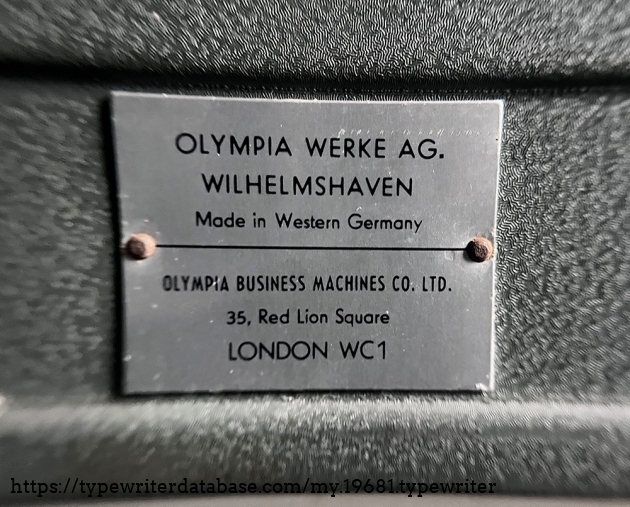 OLYMPIA WERKE AG.
WILHELMSHAVEN
Made in Western Germany
OLYMPIA BUSINESS MACHINES CO. LTD.
35, Red Lion Square
LONDON WC1
https://typewriterdatabase.com/my.19681.typewriter